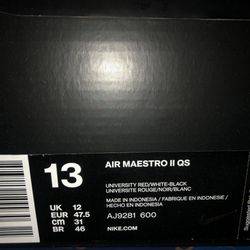 13
AIR MAESTRO II QS
UK 12
EUR 47.5
cm 31
BR 46
UNIVERSITY RED/WHITE-BLACK
UNIVERSITE ROUGE/NOIR/BLANC
MADE IN INDONESIA / FABRIQUE EN INDONESIE /
HECHO EN INDONESIA
AJ9281 600
NIKE.COM